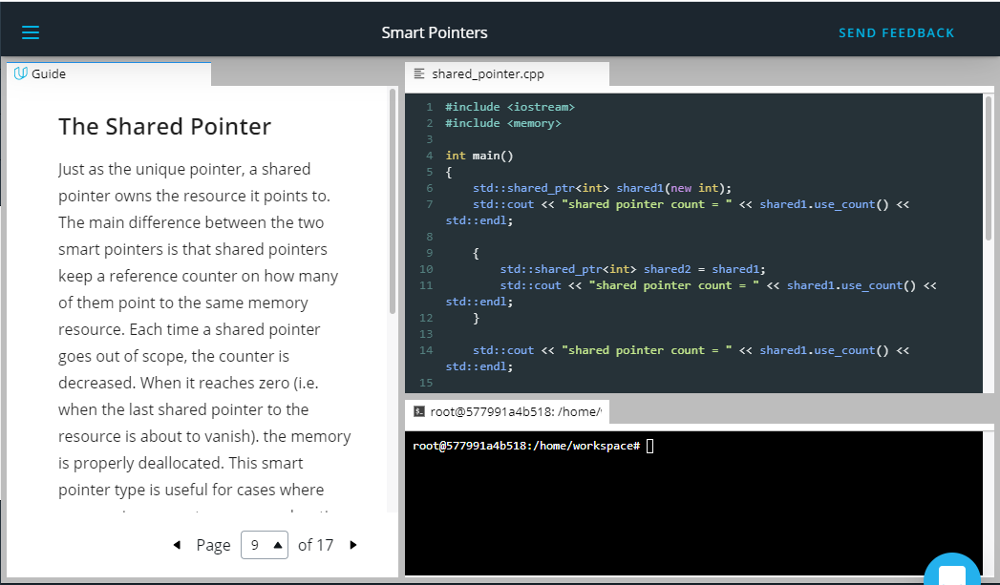 Smart Pointers
SEND FEEDBACK
Guide
The Shared Pointer
Just as the unique pointer, a shared
pointer owns the resource it points to.
The main difference between the two
smart pointers is that shared pointers
keep a reference counter on how many
of them point to the same memory
resource. Each time a shared pointer
goes out of scope, the counter is
decreased. When it reaches zero (i.e.
when the last shared pointer to the
resource is about to vanish). the memory
is properly deallocated. This smart
pointer type is useful for cases where
Page 9 of 17
shared_pointer.cpp
1 #include <iostream>
2 #include <memory>
3
4 int main()
5 {
6 std::shared_ptr<int> shared1(new int);
7 std::cout << "shared pointer count = " << shared1.use_count() <<
std::endl;
8
9 {
10 std::shared_ptr<int> shared2 = shared1;
11 std::cout << "shared pointer count = " << shared1.use_count() <<
std::endl;
12 }
13
14 std::cout << "shared pointer count = " << shared1.use_count() <<
std::endl;
15
root@577991a4b518: /home/
root@577991a4b518:/home/workspace#